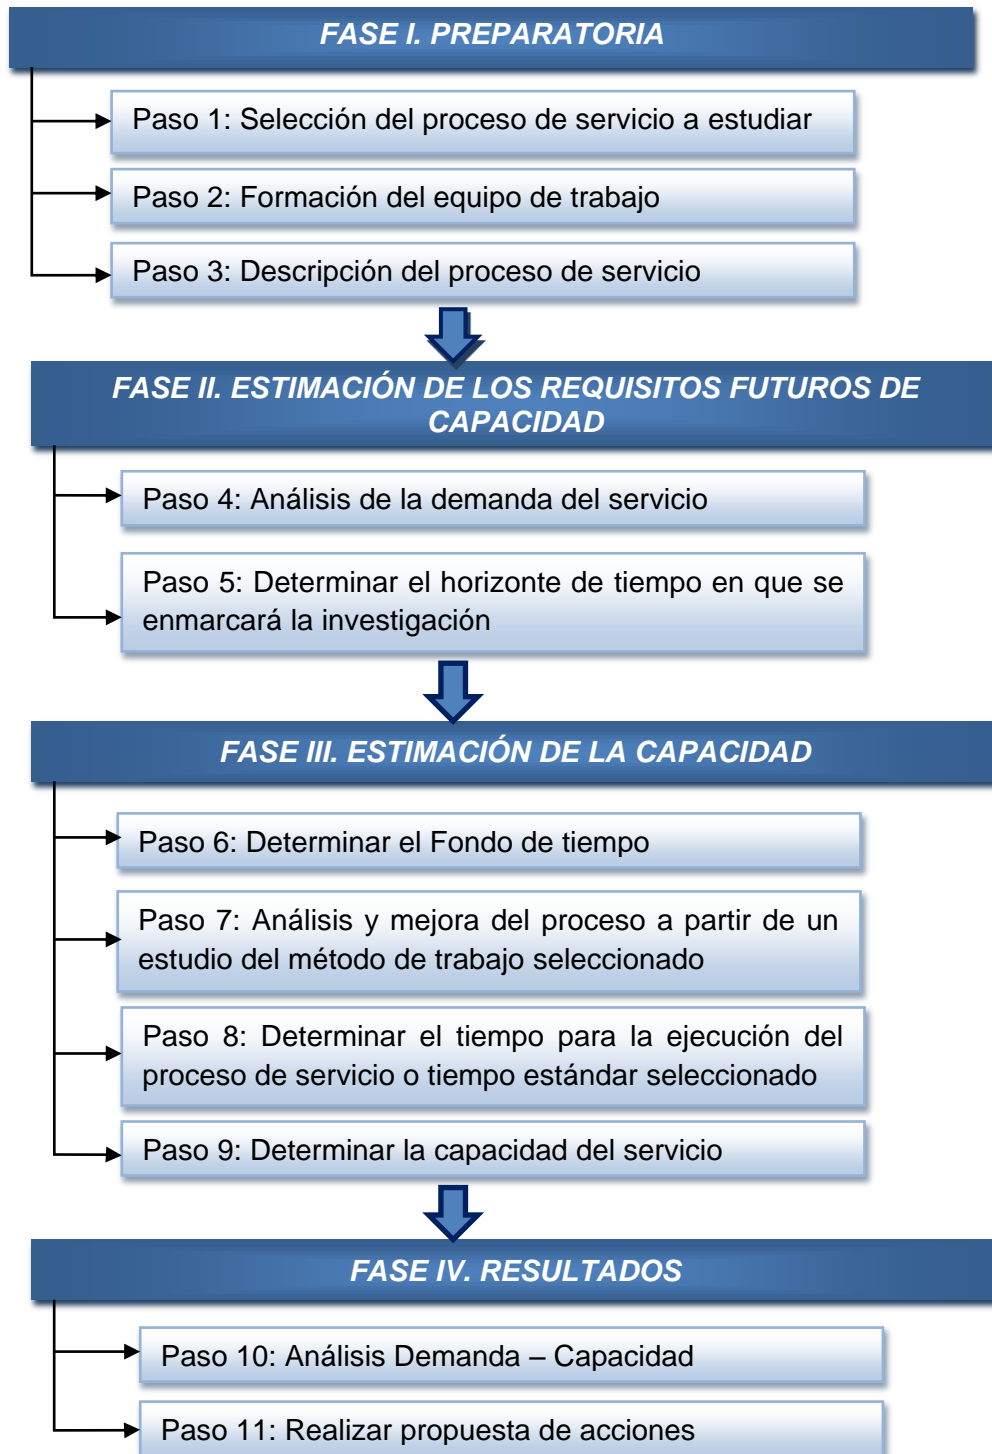 FASE I. PREPARATORIA
Paso 1: Selección del proceso de servicio a estudiar
Paso 2: Formación del equipo de trabajo
Paso 3: Descripción del proceso de servicio
FASE II. ESTIMACIÓN DE LOS REQUISITOS FUTUROS DE
CAPACIDAD
Paso 4: Análisis de la demanda del servicio
Paso 5: Determinar el horizonte de tiempo en que se
enmarcará la investigación
FASE III. ESTIMACIÓN DE LA CAPACIDAD
Paso 6: Determinar el Fondo de tiempo
Paso 7: Análisis y mejora del proceso a partir de un
estudio del método de trabajo seleccionado
Paso 8: Determinar el tiempo para la ejecución del
proceso de servicio o tiempo estándar seleccionado
Paso 9: Determinar la capacidad del servicio
FASE IV. RESULTADOS
Paso 10: Análisis Demanda – Capacidad
Paso 11: Realizar propuesta de acciones